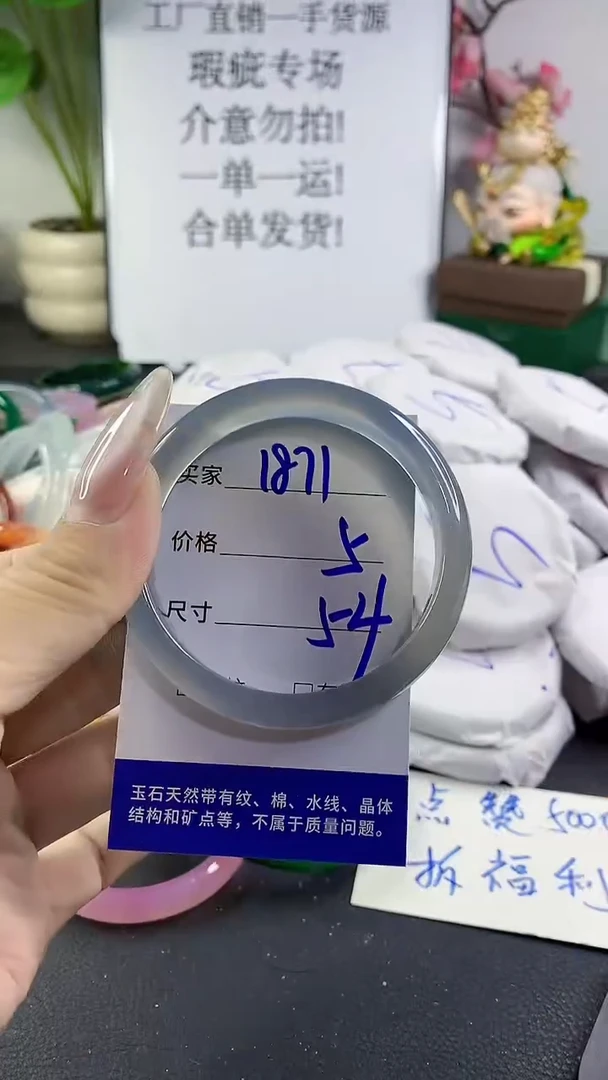 工厂直销一手货源
瑕疵专场
介意勿拍!
一单一运!
合单发货!
买家 1871
价格 5
尺寸 54
玉石天然带有纹、棉、水线、晶体
结构和矿点等，不属于质量问题。
点赞5000
拆福利